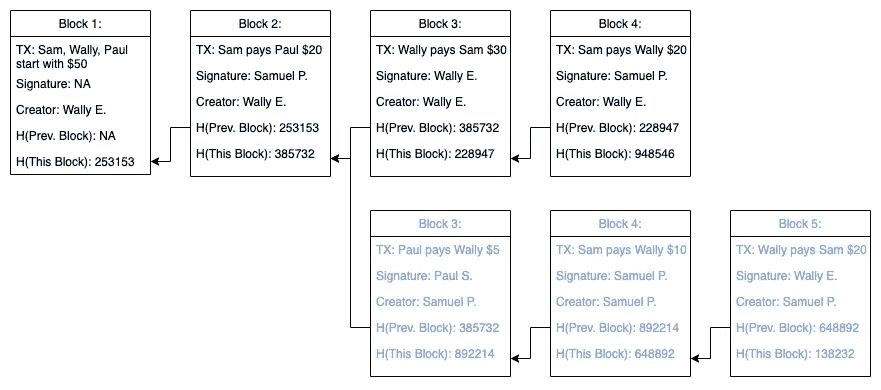 Block 1:
TX: Sam, Wally, Paul
start with $50
Signature: NA
Creator: Wally E.
H(Prev. Block): NA
H(This Block): 253153
Block 2:
TX: Sam pays Paul $20
Signature: Samuel P.
Creator: Wally E.
H(Prev. Block): 253153
H(This Block): 385732
Block 3:
TX: Wally pays Sam $30
Signature: Wally E.
Creator: Wally E.
H(Prev. Block): 385732
H(This Block): 228947
Block 4:
TX: Sam pays Wally $20
Signature: Samuel P.
Creator: Wally E.
H(Prev. Block): 228947
H(This Block): 948546
Block 3:
TX: Paul pays Wally $5
Signature: Paul S.
Creator: Samuel P.
H(Prev. Block): 385732
H(This Block): 892214
Block 4:
TX: Sam pays Wally $10
Signature: Samuel P.
Creator: Samuel P.
H(Prev. Block): 892214
H(This Block): 648892
Block 5:
TX: Wally pays Sam $20
Signature: Wally E.
Creator: Samuel P.
H(Prev. Block): 648892
H(This Block): 138232